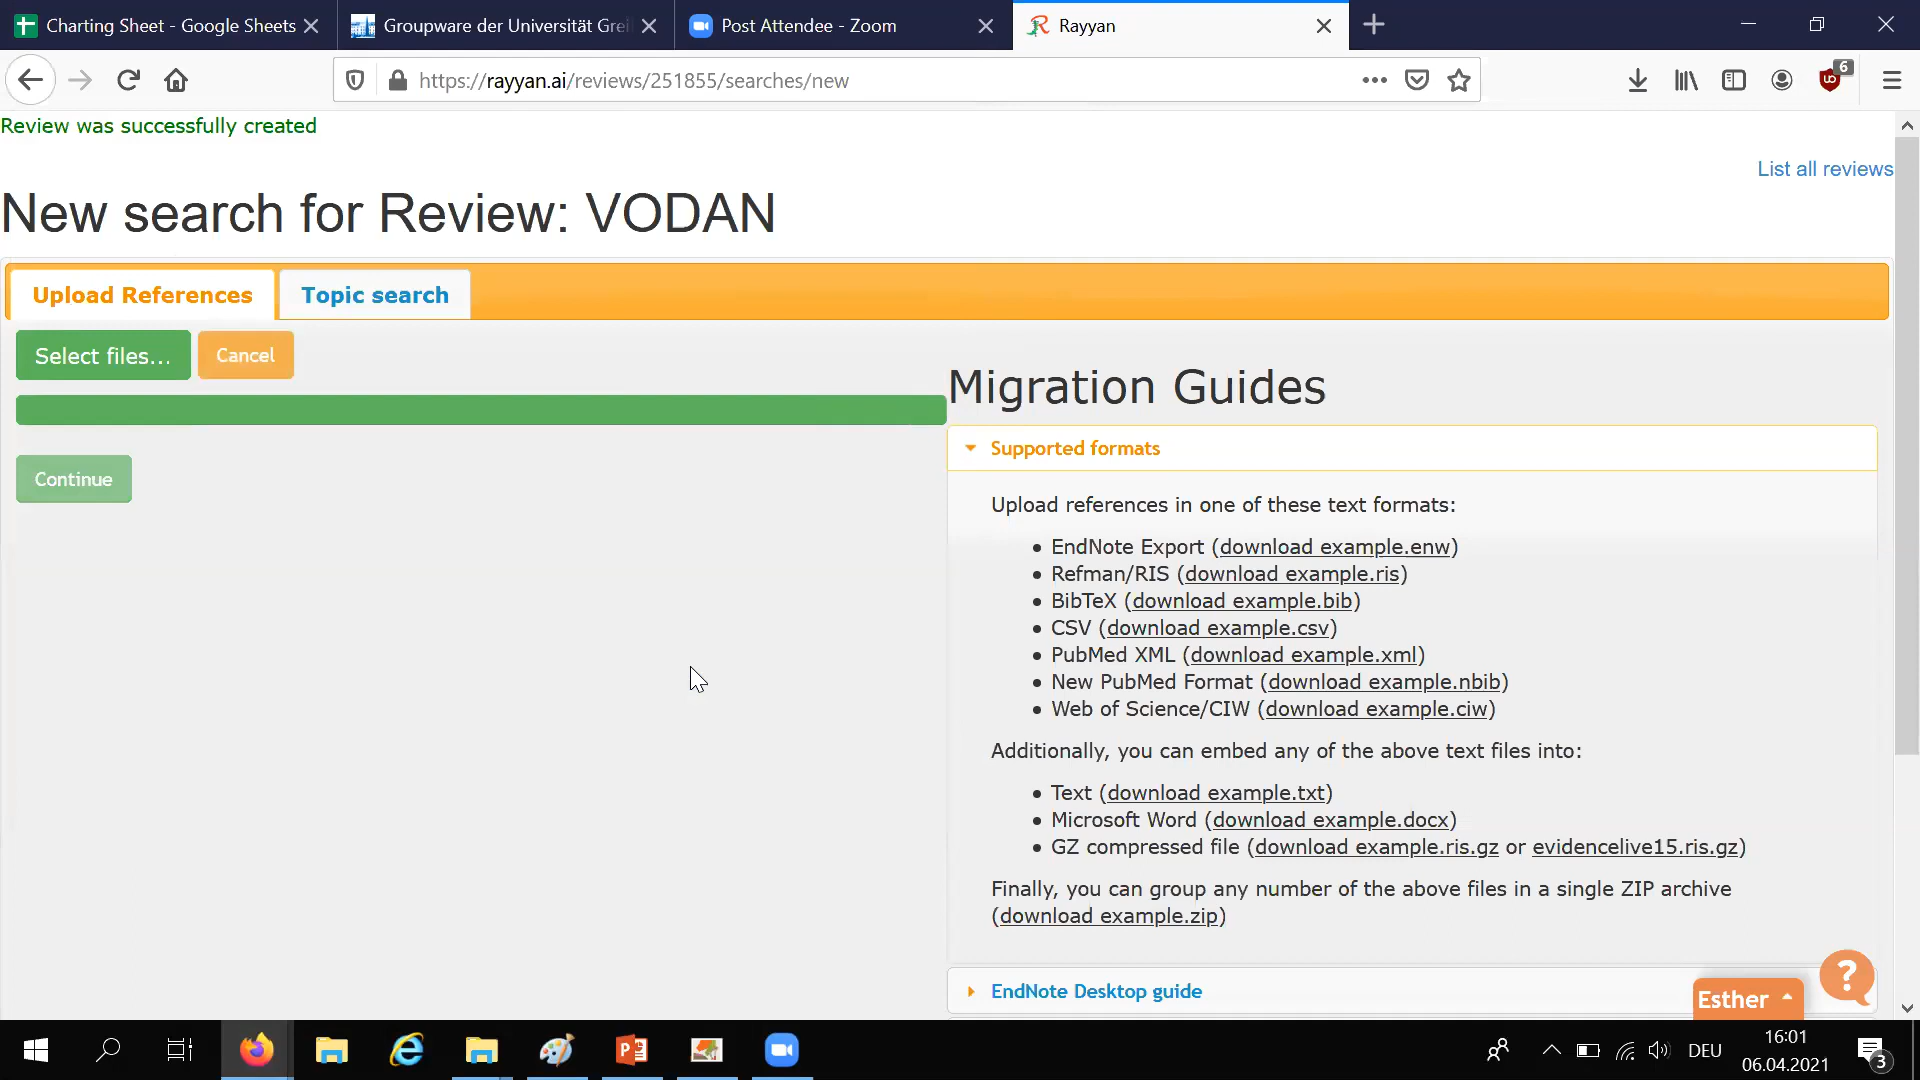 Charting Sheet - Google Sheets
Groupware der Universität Grei
Post Attendee - Zoom
Rayyan
https://rayyan.ai/reviews/251855/searches/new
6
Review was successfully created
List all reviews
New search for Review: VODAN
Upload References
Topic search
Select files...
Cancel
Continue
Migration Guides
Supported formats
Upload references in one of these text formats:
• EndNote Export (download example.enw)
• Refman/RIS (download example.ris)
• BibTeX (download example.bib)
• CSV (download example.csv)
• PubMed XML (download example.xml)
• New PubMed Format (download example.nbib)
• Web of Science/CIW (download example.ciw)
Additionally, you can embed any of the above text files into:
• Text (download example.txt)
• Microsoft Word (download example.docx)
• GZ compressed file (download example.ris.gz or evidencelive15.ris.gz)
Finally, you can group any number of the above files in a single ZIP archive
(download example.zip)
EndNote Desktop guide
Esther
?
DEU
16:01
06.04.2021
3